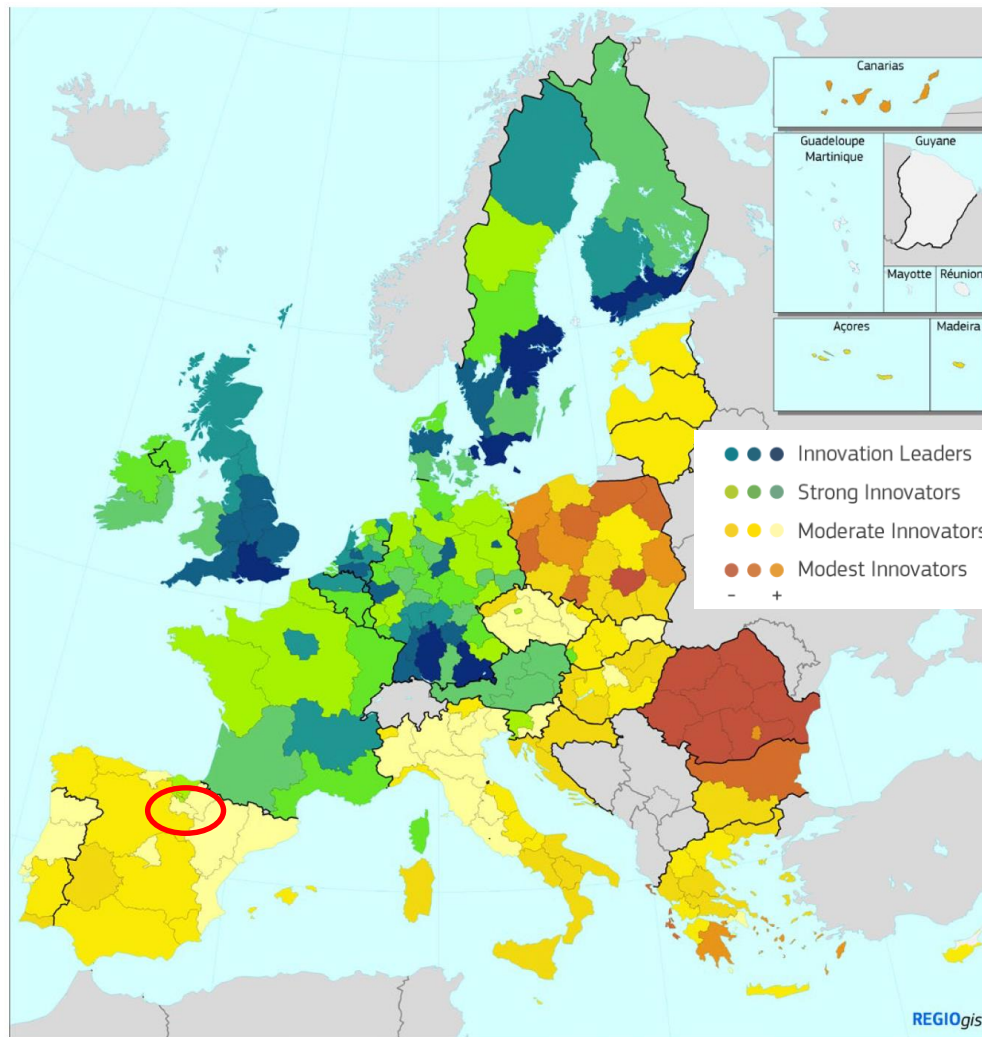 Canarias
Guadeloupe
Martinique
Guyane
Mayotte
Réunion
Açores
Madeira
Innovation Leaders
Strong Innovators
Moderate Innovators
Modest Innovators
- +
REGIOgis